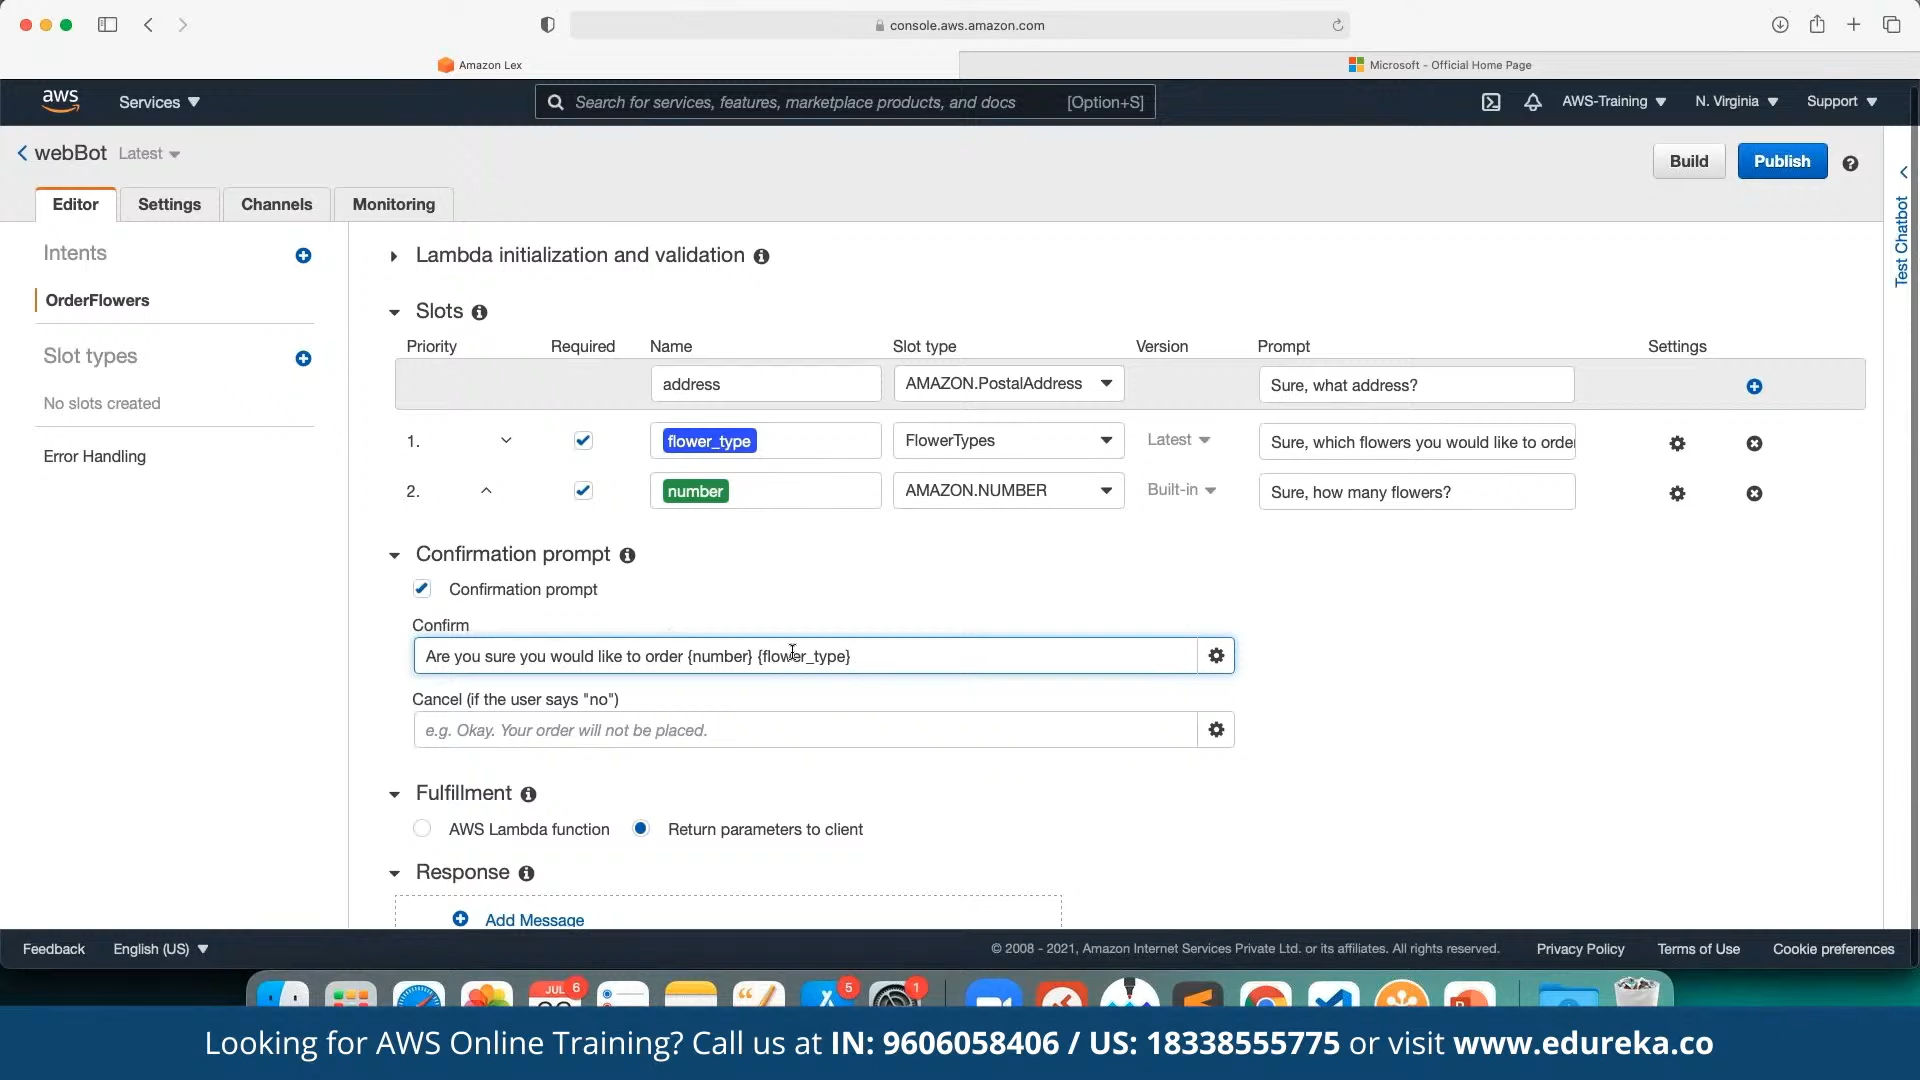 console.aws.amazon.com
Amazon Lex
Microsoft - Official Home Page
aws
Services
Search for services, features, marketplace products, and docs [Option+S]
AWS-Training
N. Virginia
Support
webBot Latest
Build
Publish
Editor
Settings
Channels
Monitoring
Test Chatbot
Intents
OrderFlowers
Slot types
No slots created
Error Handling
Lambda initialization and validation
Slots
Priority Required Name Slot type Version Prompt Settings
address AMAZON.PostalAddress Sure, what address?
1. flower_type FlowerTypes Latest Sure, which flowers you would like to order
2. number AMAZON.NUMBER Built-in Sure, how many flowers?
Confirmation prompt
Confirmation prompt
Confirm
Are you sure you would like to order {number} {flower_type}
Cancel (if the user says "no")
e.g. Okay. Your order will not be placed.
Fulfillment
AWS Lambda function Return parameters to client
Response
Add Message
Feedback English (US) © 2008 - 2021, Amazon Internet Services Private Ltd. or its affiliates. All rights reserved. Privacy Policy Terms of Use Cookie preferences
JUL 6
5
1
Looking for AWS Online Training? Call us at IN: 9606058406 / US: 18338555775 or visit www.edureka.co